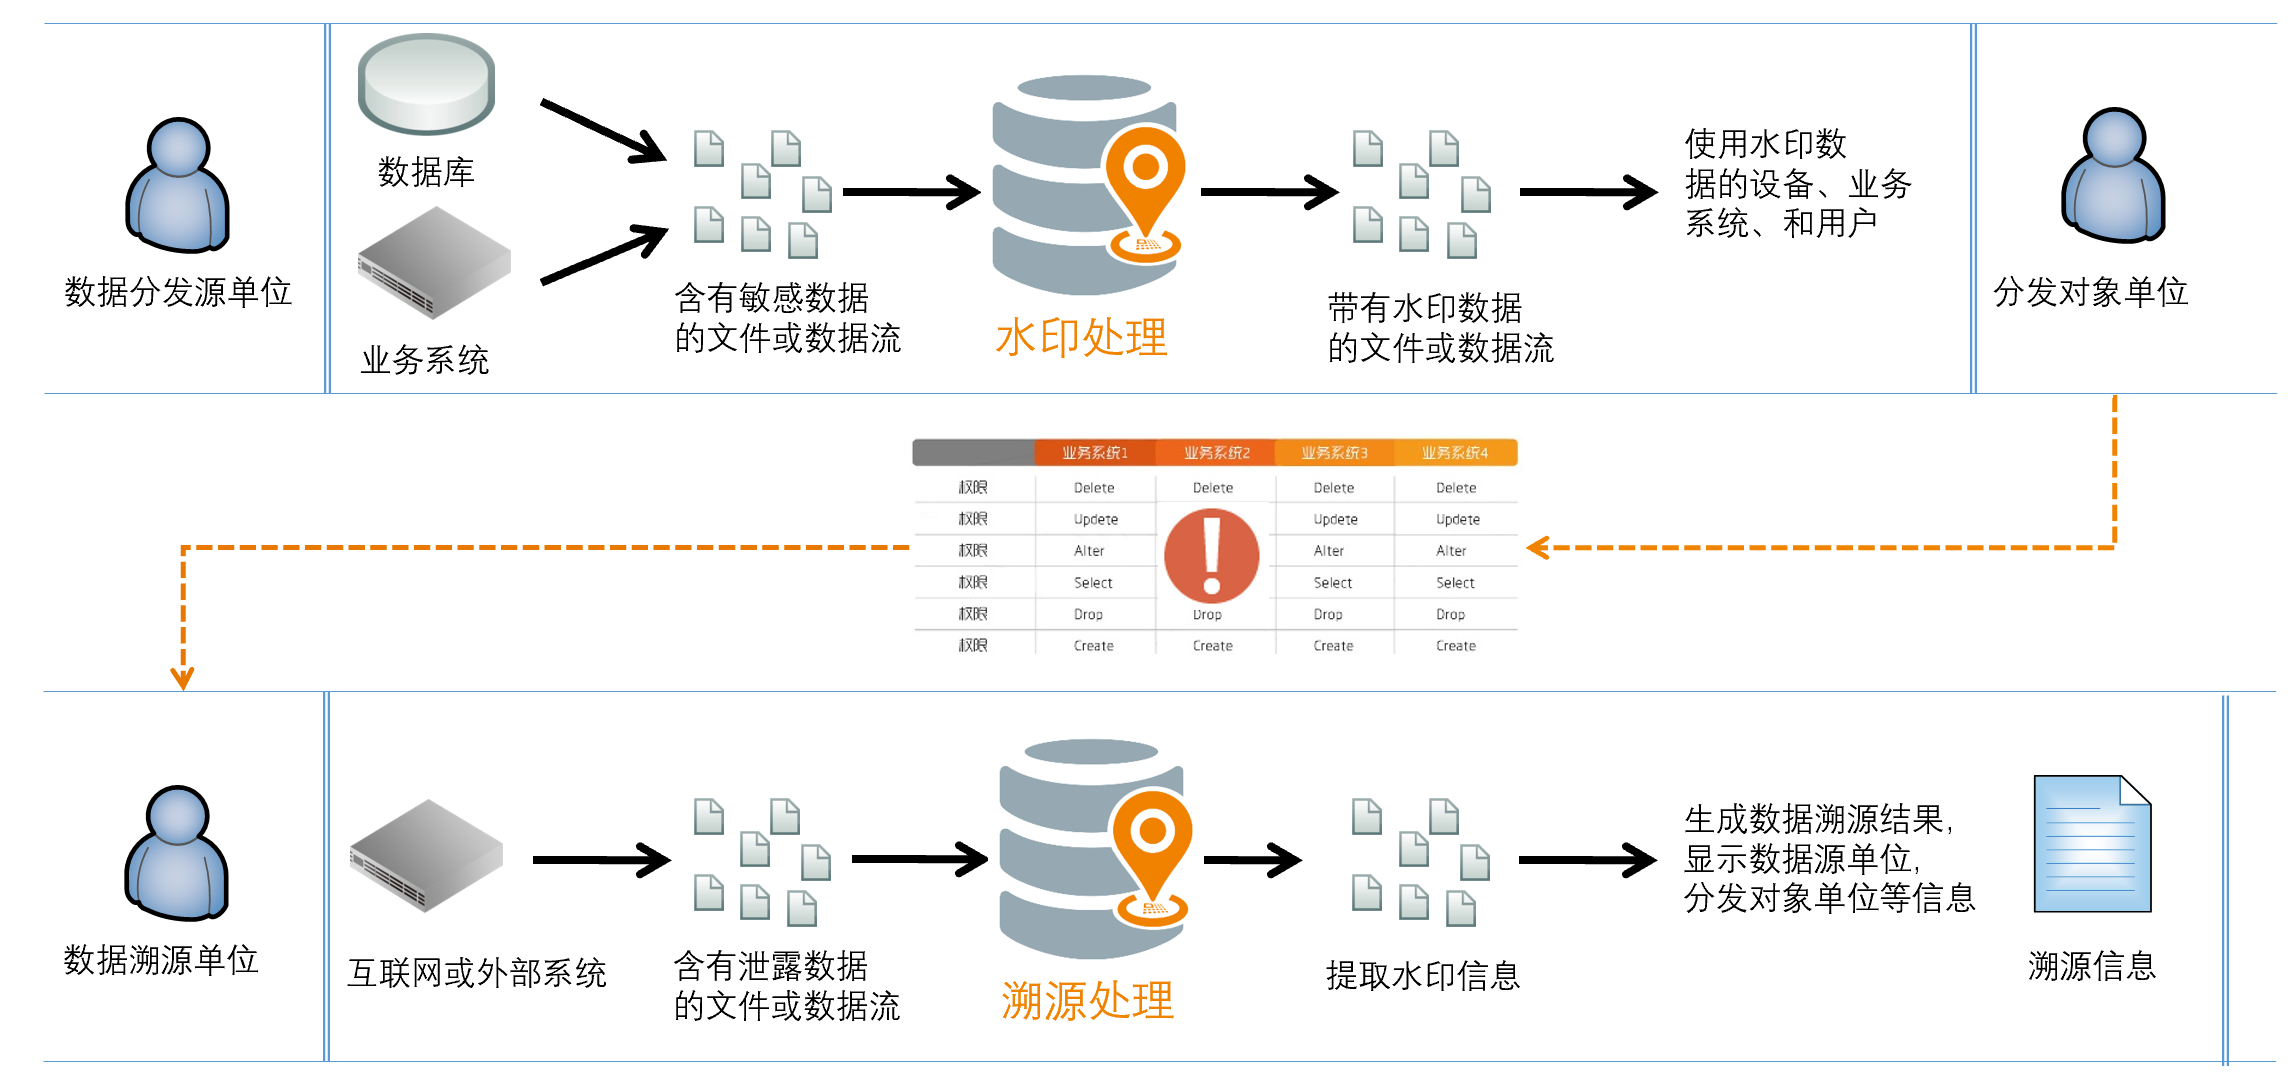 数据库
使用水印数
据的设备、业务
系统、和用户
数据分发源单位
含有敏感数据
的文件或数据流
水印处理
带有水印数据
的文件或数据流
分发对象单位
业务系统
业务系统1 业务系统2 业务系统3 业务系统4
权限 Delete Delete Delete Delete
权限 Updete Updete Updete
权限 Alter Alter Alter
权限 Select Select Select
权限 Drop Drop Drop Drop
权限 Create Create Create Create
生成数据溯源结果,
显示数据源单位,
分发对象单位等信息
数据溯源单位
互联网或外部系统
含有泄露数据
的文件或数据流
溯源处理
提取水印信息
溯源信息